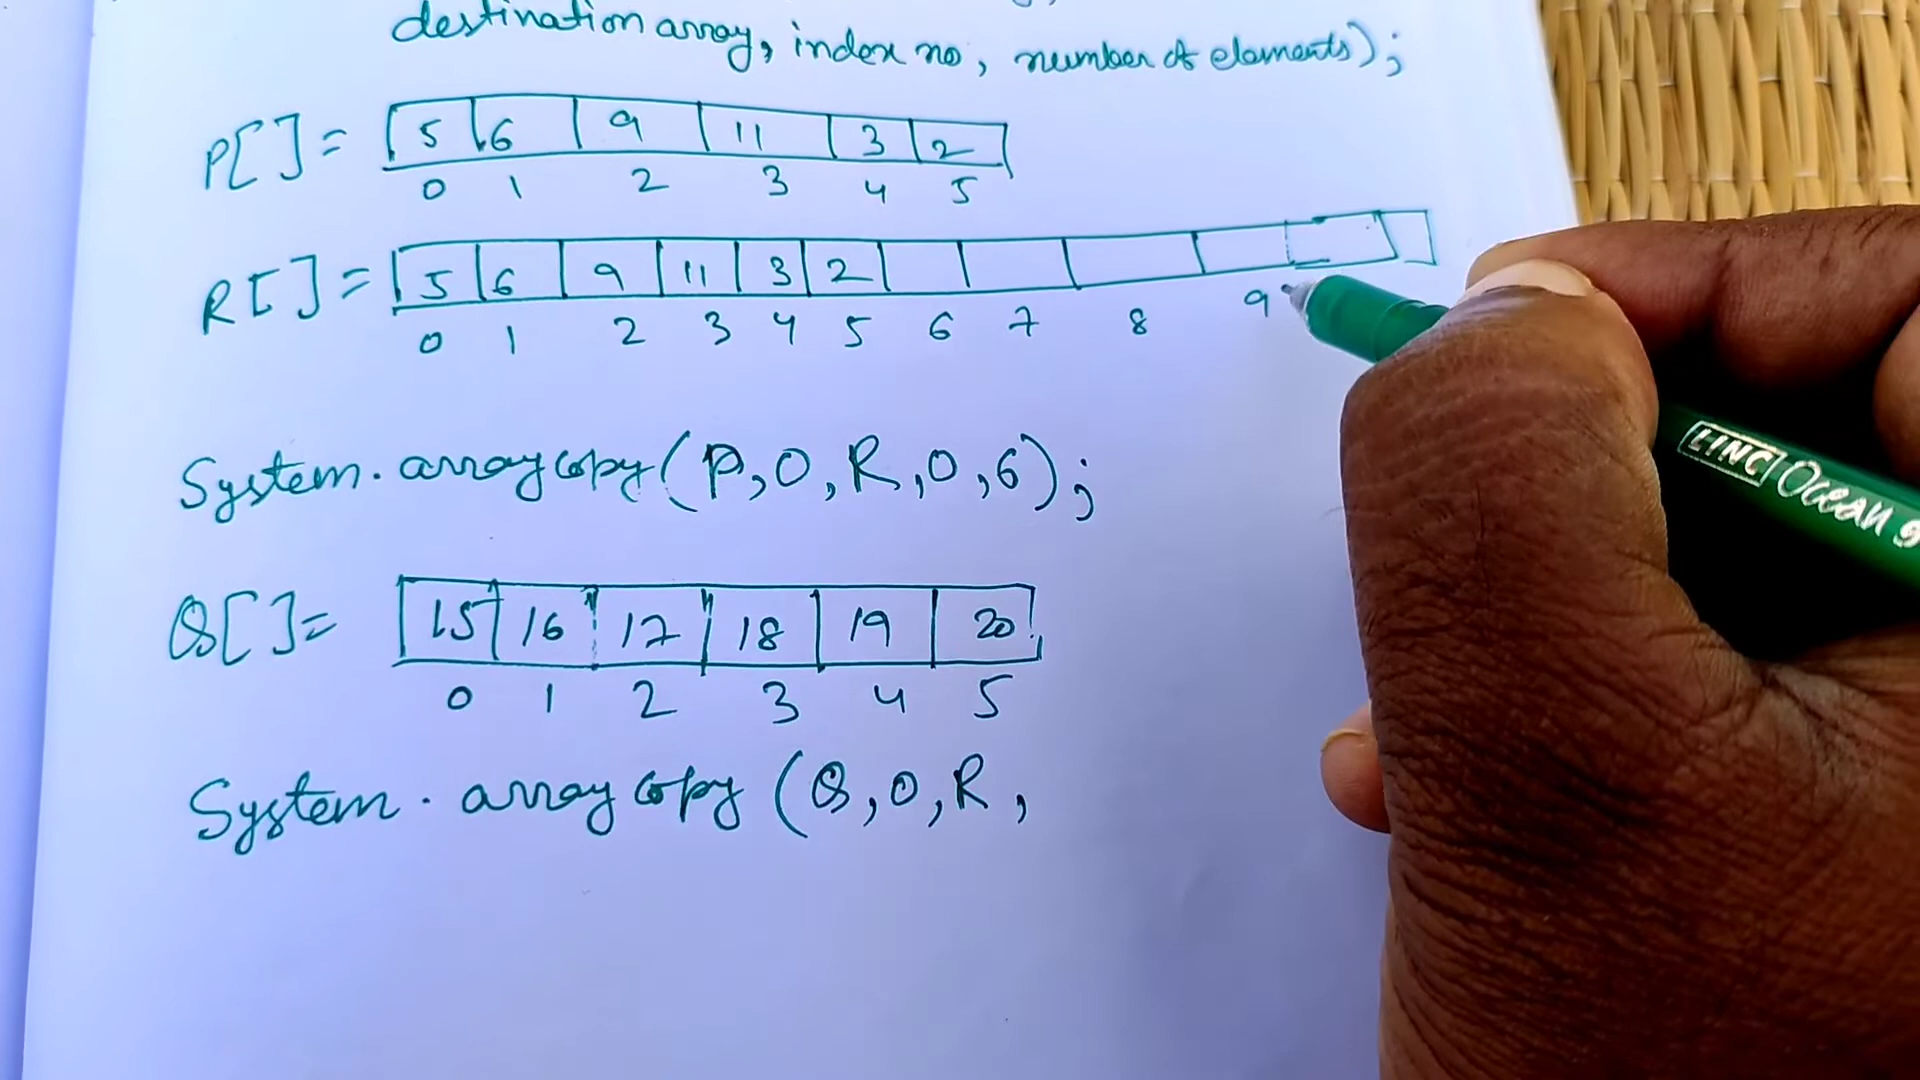 destination array, index no, number of elements);
P[ ] = 5 6 9 11 3 2
0 1 2 3 4 5
R[ ] = 5 6 9 11 3 2
0 1 2 3 4 5 6 7 8 9
System.arraycopy(P,0,R,0,6);
Q[ ] = 15 16 17 18 19 20
0 1 2 3 4 5
System.arraycopy(Q,0,R,
LINC Ocean